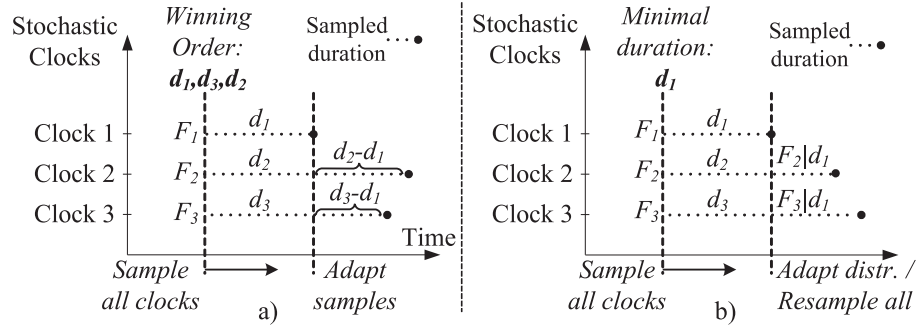 Stochastic
Clocks
Winning
Order:
d1,d3,d2
Sampled
duration
Clock 1
F1
d1
Clock 2
F2
d2
d2-d1
Clock 3
F3
d3
d3-d1
Time
Sample
all clocks
Adapt
samples
a)
Stochastic
Clocks
Minimal
duration:
d1
Sampled
duration
Clock 1
F1
d1
Clock 2
F2
d2
F2|d1
Clock 3
F3
d3
F3|d1
Time
Sample
all clocks
Adapt distr. /
Resample all
b)